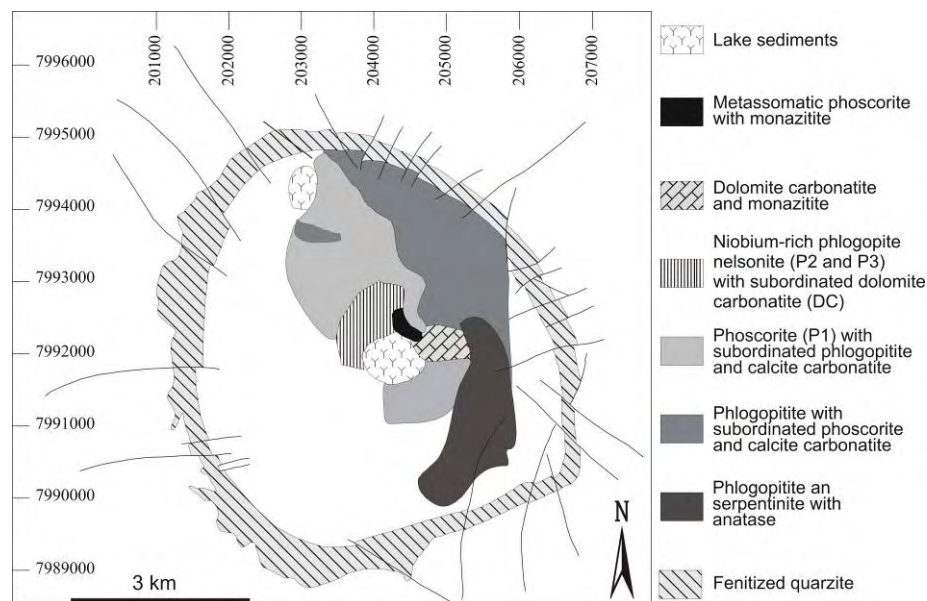 201000
202000
203000
204000
205000
206000
207000
7996000
7995000
7994000
7993000
7992000
7991000
7990000
7989000
3 km
N
Lake sediments
Metassomatic phoscorite
with monazitite
Dolomite carbonatite
and monazitite
Niobium-rich phlogopite
nelsonite (P2 and P3)
with subordinated dolomite
carbonatite (DC)
Phoscorite (P1) with
subordinated phlogopitite
and calcite carbonatite
Phlogopitite with
subordinated phoscorite
and calcite carbonatite
Phlogopitite an
serpentinite with
anatase
Fenitized quarzite